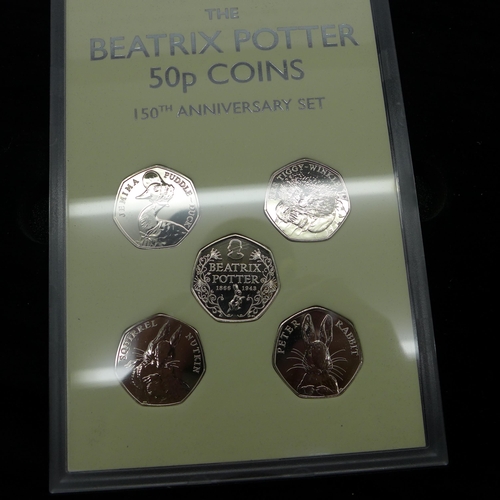 THE
BEATRIX POTTER
50p COINS
150TH ANNIVERSARY SET
JEMIMA PUDDLE-DUCK
TIGGY-WINKLE
BEATRIX
POTTER
1866 1943
SQUIRREL NUTKIN
PETER RABBIT